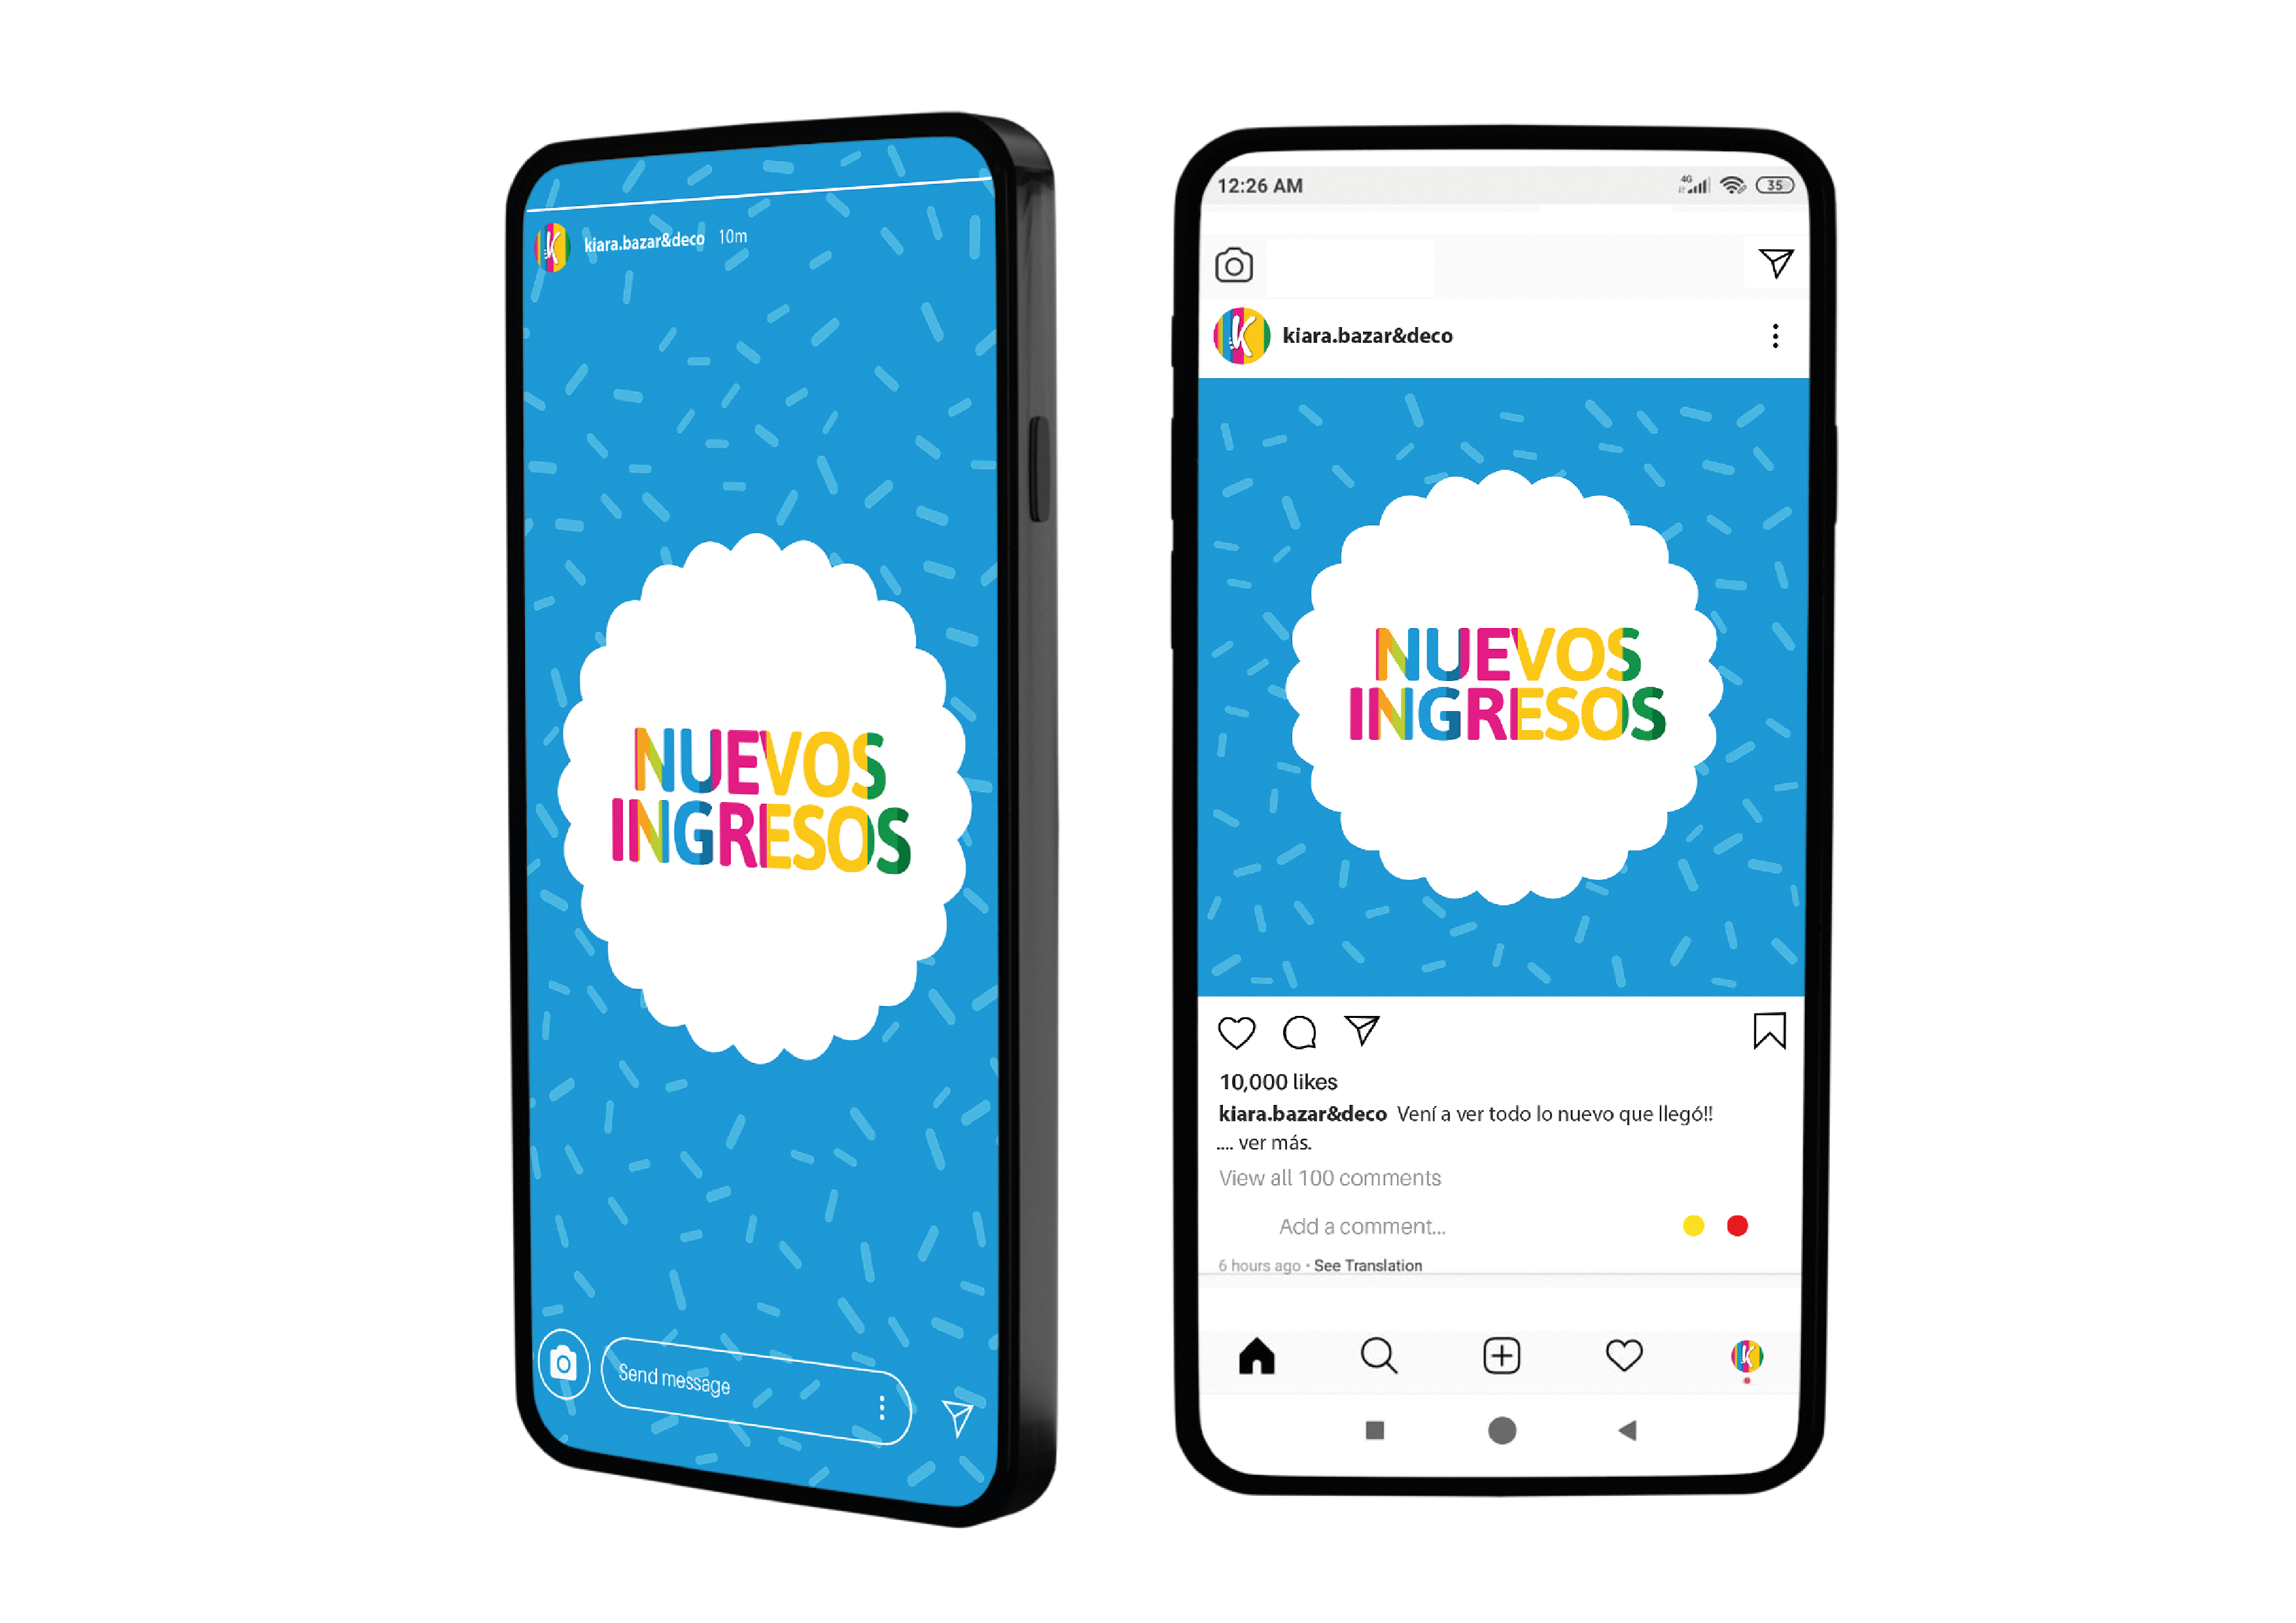 kiara.bazar&deco 10m
NUEVOS
INGRESOS
Send message
12:26 AM 4G 35
kiara.bazar&deco
NUEVOS
INGRESOS
10,000 likes
kiara.bazar&deco Vení a ver todo lo nuevo que llegó!!
.... ver más.
View all 100 comments
Add a comment...
6 hours ago • See Translation